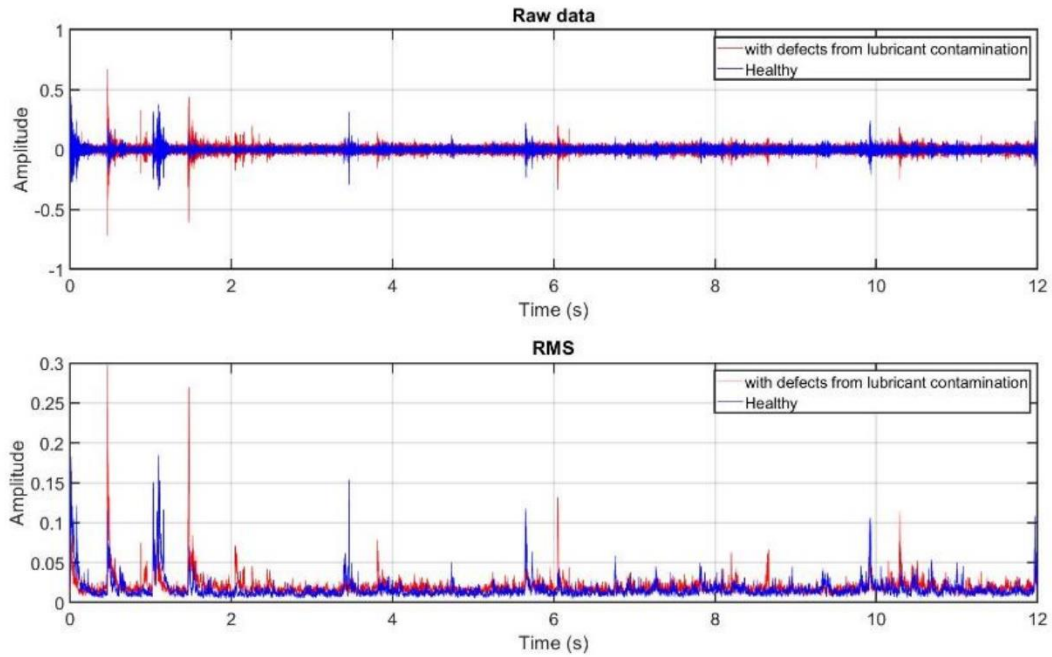 Raw data
with defects from lubricant contamination
Healthy
Amplitude
1
0.5
0
-0.5
-1
0 2 4 6 8 10 12
Time (s)
RMS
with defects from lubricant contamination
Healthy
Amplitude
0.3
0.25
0.2
0.15
0.1
0.05
0
0 2 4 6 8 10 12
Time (s)